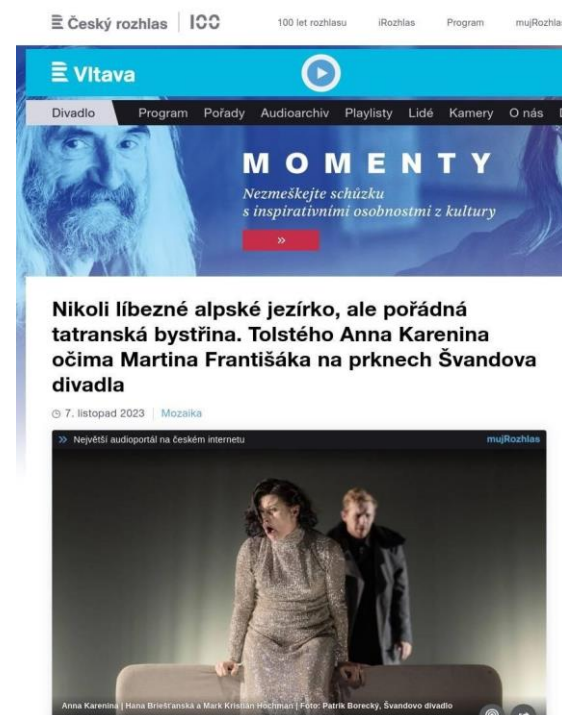 Český rozhlas 100 100 let rozhlasu iRozhlas Program mujRozhlas
Vltava
Divadlo Program Pořady Audioarchiv Playlisty Lidé Kamery O nás
MOMENTY
Nezmeškejte schůzku
s inspirativními osobnostmi z kultury
»
Nikoli líbezné alpské jezírko, ale pořádná
tatranská bystřina. Tolstého Anna Karenina
očima Martina Františáka na prknech Švandova
divadla
7. listopad 2023 | Mozaika
» Největší audioportál na českém internetu mujRozhlas
Anna Karenina | Hana Briešťanská a Mark Kristián Hochman | Foto: Patrik Borecký, Švandovo divadlo